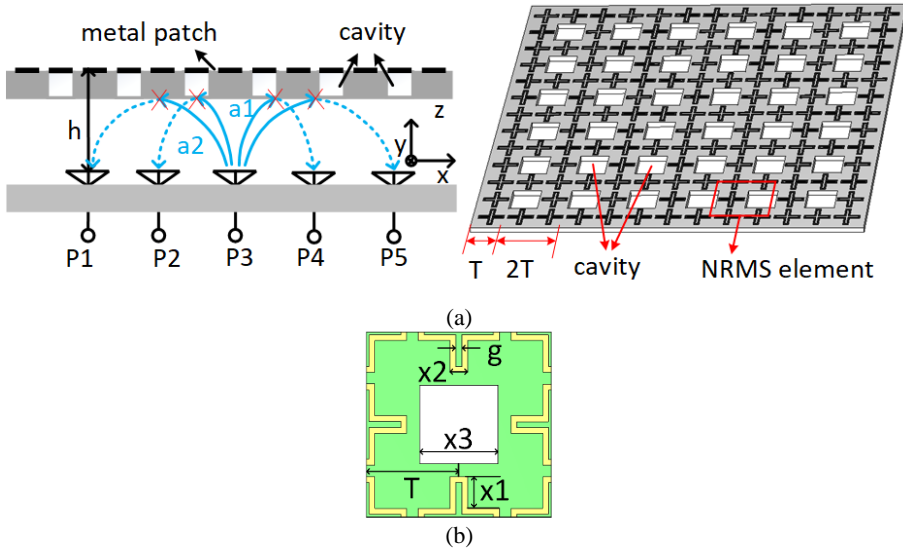 metal patch
cavity
h
a1
a2
z
y
x
P1
P2
P3
P4
P5
T
2T
cavity
NRMS element
(a)
g
x2
x3
T
x1
(b)